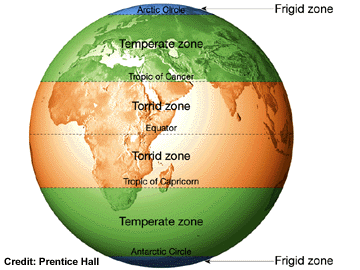 Arctic Circle
Frigid zone
Temperate zone
Tropic of Cancer
Torrid zone
Equator
Torrid zone
Tropic of Capricorn
Temperate zone
Antarctic Circle
Credit: Prentice Hall
Frigid zone